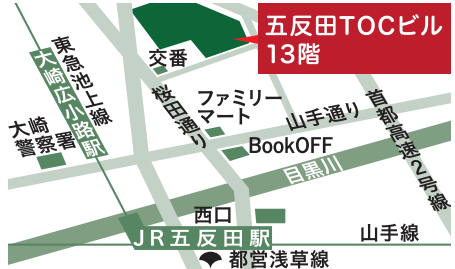 五反田TOCビル
13階
交番
東急池上線
大崎広小路駅
桜田通り
ファミリー
マート
山手通り
首都高速2号線
大崎
警察署
BookOFF
目黒川
西口
JR五反田駅
山手線
都営浅草線